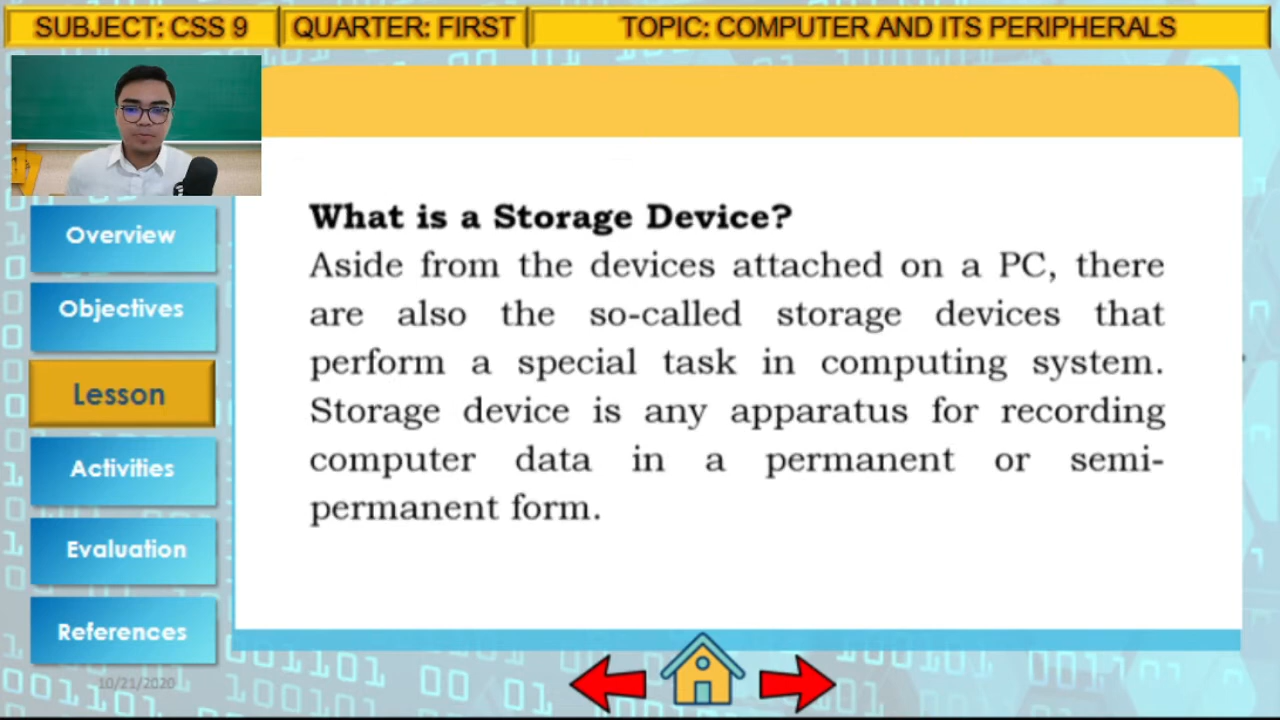 SUBJECT: CSS 9
QUARTER: FIRST
TOPIC: COMPUTER AND ITS PERIPHERALS
Overview
Objectives
Lesson
Activities
Evaluation
References
10/21/2020
What is a Storage Device?
Aside from the devices attached on a PC, there
are also the so-called storage devices that
perform a special task in computing system.
Storage device is any apparatus for recording
computer data in a permanent or semi-
permanent form.